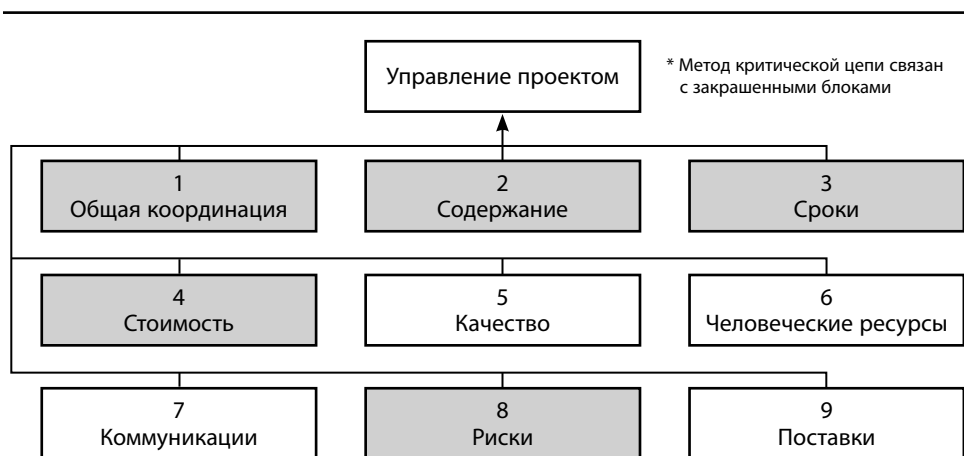 Управление проектом
* Метод критической цепи связан
с закрашенными блоками
1
Общая координация
2
Содержание
3
Сроки
4
Стоимость
5
Качество
6
Человеческие ресурсы
7
Коммуникации
8
Риски
9
Поставки